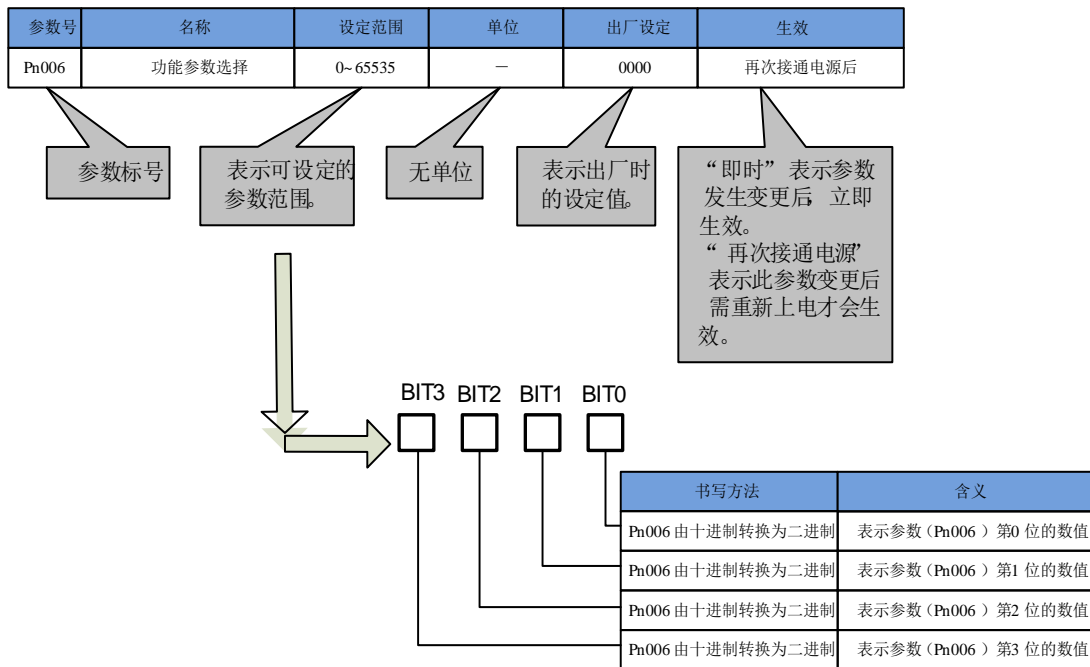 参数号 名称 设定范围 单位 出厂设定 生效
Pn006 功能参数选择 0~65535 — 0000 再次接通电源后
参数标号
表示可设定的
参数范围。
无单位
表示出厂时
的设定值。
“即时”表示参数
发生变更后,立即
生效。
“再次接通电源”
表示此参数变更后
需重新上电才会生
效。
BIT3 BIT2 BIT1 BIT0
书写方法 含义
Pn006 由十进制转换为二进制 表示参数(Pn006 )第0 位的数值
Pn006 由十进制转换为二进制 表示参数(Pn006 )第1 位的数值
Pn006 由十进制转换为二进制 表示参数(Pn006 )第2 位的数值
Pn006 由十进制转换为二进制 表示参数(Pn006 )第3 位的数值